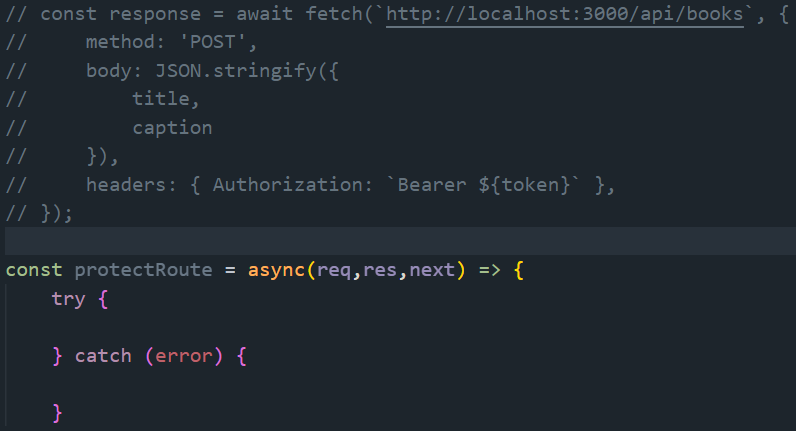 // const response = await fetch(`http://localhost:3000/api/books`, {
//     method: 'POST',
//     body: JSON.stringify({
//         title,
//         caption
//     }),
//     headers: { Authorization: `Bearer ${token}` },
// });
const protectRoute = async(req,res,next) => {
    try {
    } catch (error) {
    }